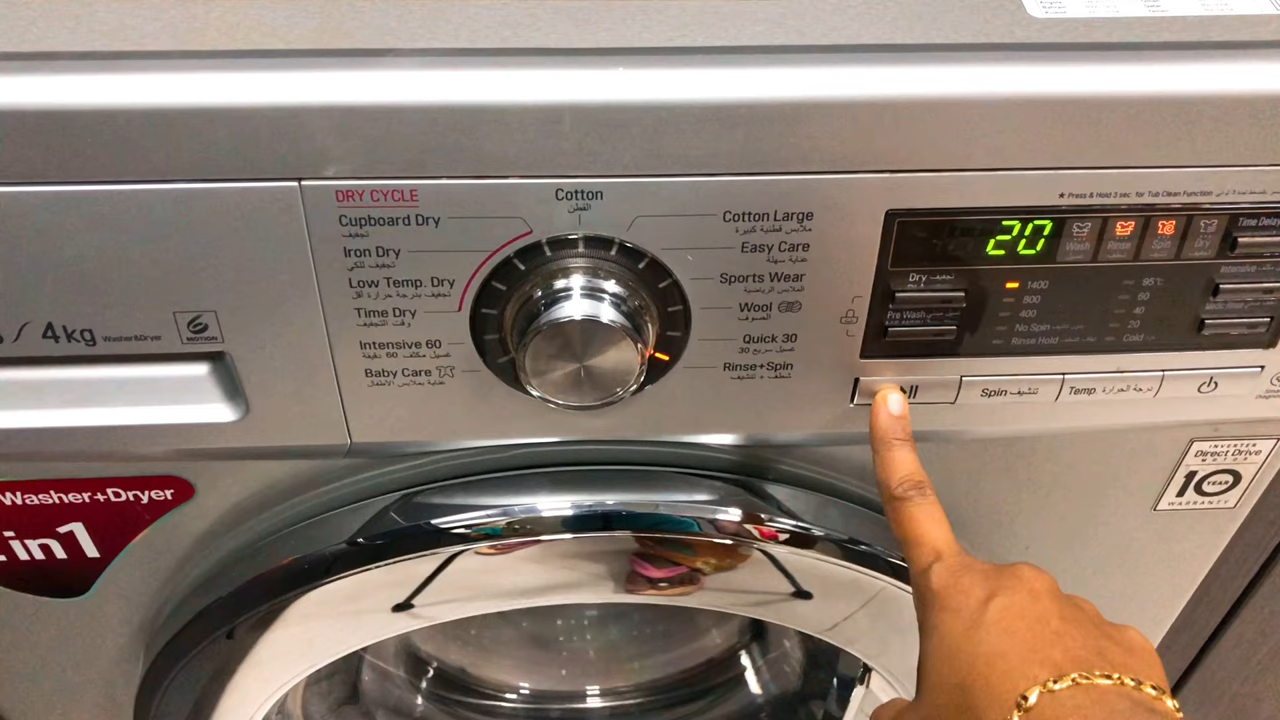 ★ Press & Hold 3 sec. for Tub Clean Function
DRY CYCLE
Cupboard Dry
تجفيف
Iron Dry
تجفيف للكي
Low Temp. Dry
تجفيف بدرجة حرارة أقل
Time Dry
وقت التجفيف
Intensive 60
غسيل مكثف 60 دقيقة
Baby Care
عناية بملابس الأطفال
Cotton
القطن
Cotton Large
ملابس قطنية كبيرة
Easy Care
عناية سهلة
Sports Wear
الملابس الرياضية
Wool
الصوف
Quick 30
غسيل سريع 30
Rinse+Spin
شطف + تنشيف
20
Wash
Rinse
Spin
Dry
Time Delay
Dry تجفيف
Pre Wash
Intensive
1400
800
400
No Spin
Rinse Hold
95°C
60
40
20
Cold
Spin تنشيف
Temp. درجة الحرارة
/ 4kg Washer&Dryer
6
MOTION
Washer+Dryer
in1
INVERTER
Direct Drive
MOTOR
10 YEAR
WARRANTY